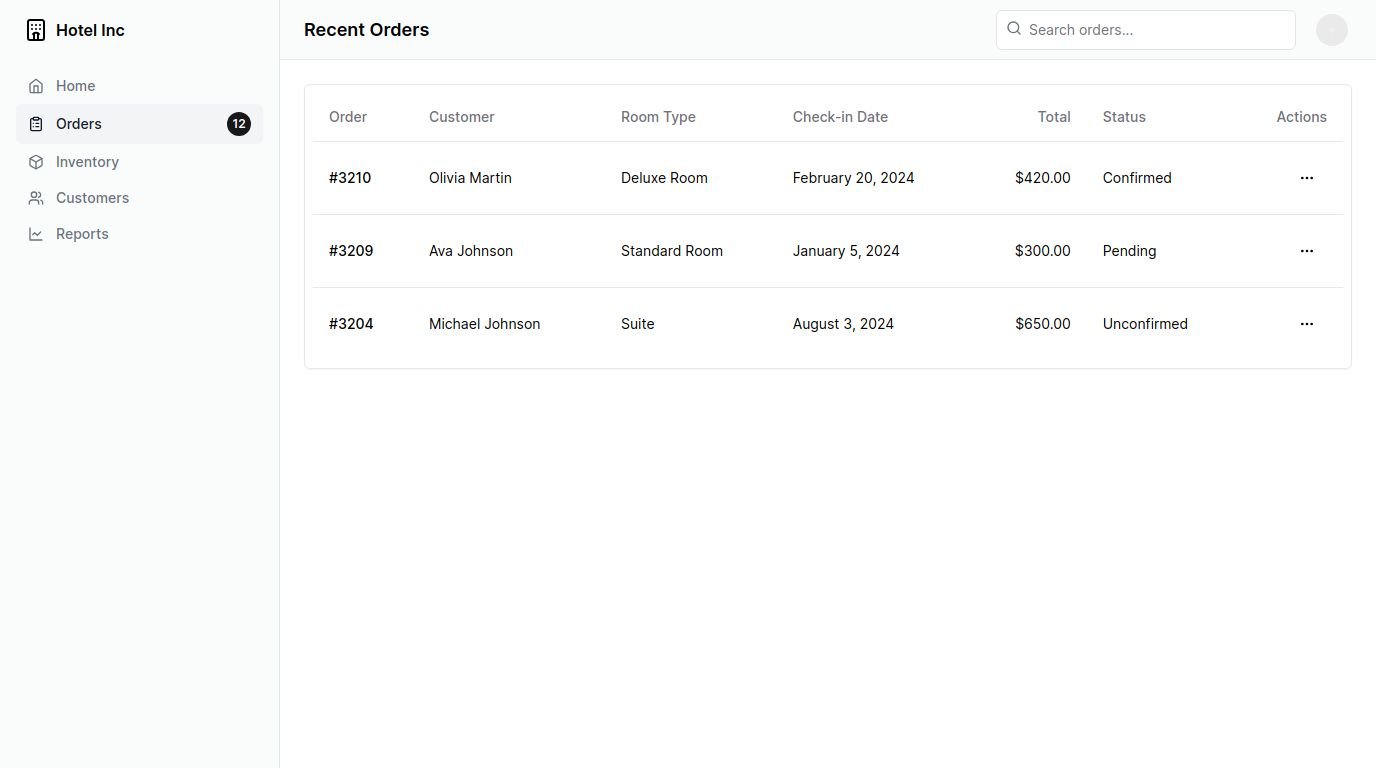 Hotel Inc
Home
Orders 12
Inventory
Customers
Reports
Recent Orders
Search orders...
Order Customer Room Type Check-in Date Total Status Actions
#3210 Olivia Martin Deluxe Room February 20, 2024 $420.00 Confirmed
#3209 Ava Johnson Standard Room January 5, 2024 $300.00 Pending
#3204 Michael Johnson Suite August 3, 2024 $650.00 Unconfirmed